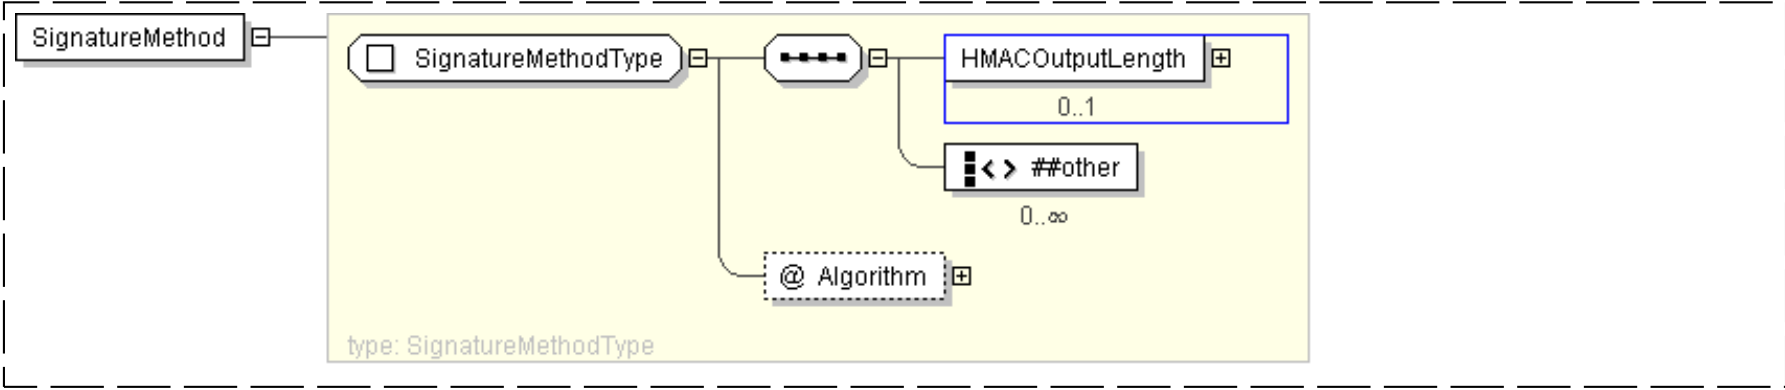 SignatureMethod
SignatureMethodType
HMACOutputLength
0..1
##other
0..∞
@ Algorithm
type: SignatureMethodType